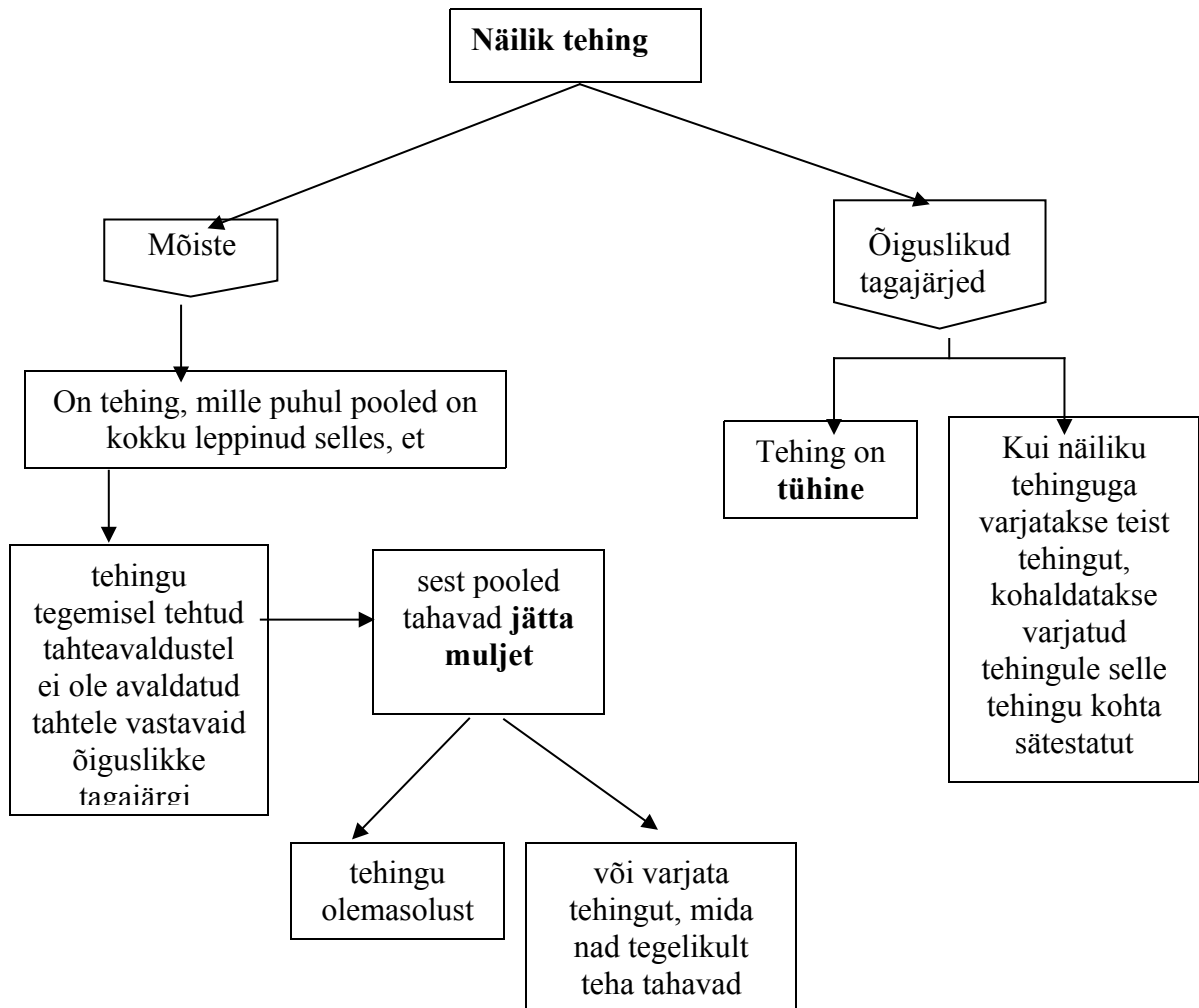 Näilik tehing
Mõiste
Õiguslikud
tagajärjed
On tehing, mille puhul pooled on
kokku leppinud selles, et
tehingu
tegemisel tehtud
tahteavaldustel
ei ole avaldatud
tahtele vastavaid
õiguslikke
tagajärgi
sest pooled
tahavad jätta
muljet
tehingu
olemasolust
või varjata
tehingut, mida
nad tegelikult
teha tahavad
Tehing on
tühine
Kui näiliku
tehinguga
varjatakse teist
tehingut,
kohaldatakse
varjatud
tehingule selle
tehingu kohta
sätestatut